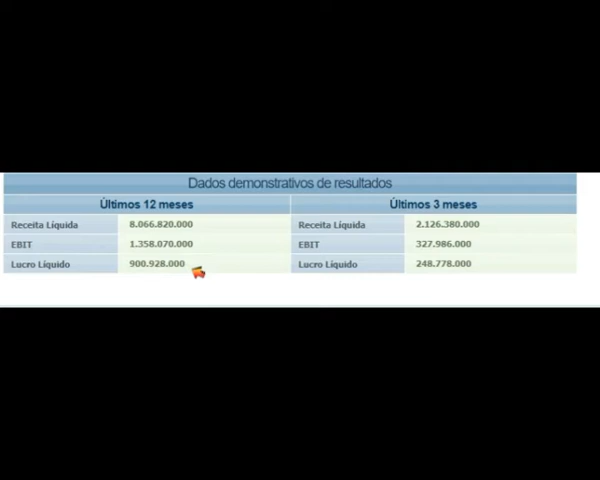 Dados demonstrativos de resultados
Últimos 12 meses Últimos 3 meses
Receita Líquida 8.066.820.000 Receita Líquida 2.126.380.000
EBIT 1.358.070.000 EBIT 327.986.000
Lucro Líquido 900.928.000 Lucro Líquido 248.778.000